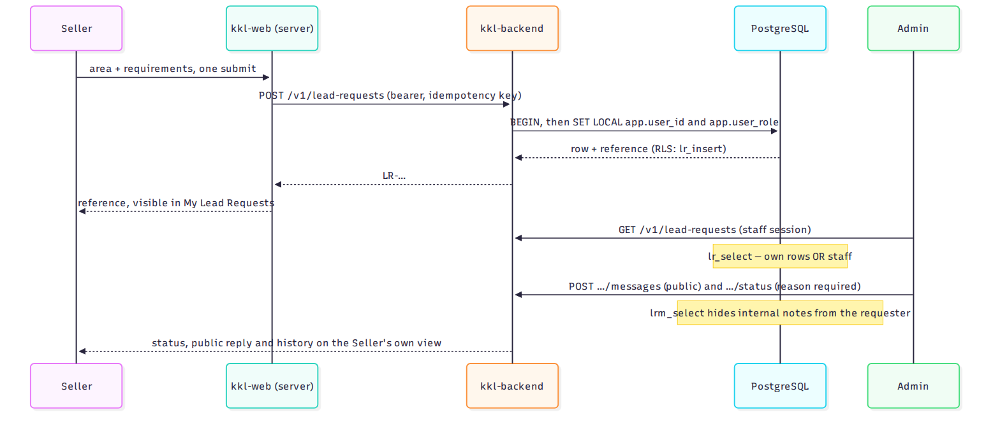 Seller
kkl-web (server)
kkl-backend
PostgreSQL
Admin
area + requirements, one submit
POST /v1/lead-requests (bearer, idempotency key)
BEGIN, then SET LOCAL app.user_id and app.user_role
row + reference (RLS: lr_insert)
LR-...
reference, visible in My Lead Requests
GET /v1/lead-requests (staff session)
lr_select — own rows OR staff
POST .../messages (public) and .../status (reason required)
lrm_select hides internal notes from the requester
status, public reply and history on the Seller's own view
Seller
kkl-web (server)
kkl-backend
PostgreSQL
Admin